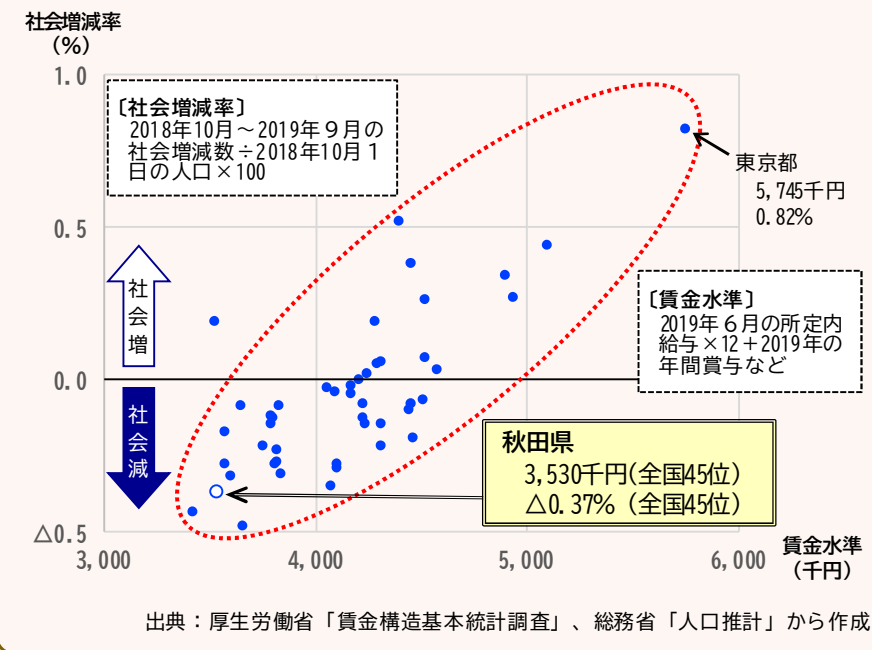 社会増減率
（%）
1.0
〔社会増減率〕
2018年10月～2019年９月の
社会増減数÷2018年10月１
日の人口×100
東京都
5,745千円
0.82%
0.5
社会増
〔賃金水準〕
2019年６月の所定内
給与×12＋2019年の
年間賞与など
0.0
社会減
秋田県
3,530千円(全国45位)
△0.37%（全国45位）
△0.5
3,000
4,000
5,000
6,000
賃金水準
（千円）
出典：厚生労働省「賃金構造基本統計調査」、総務省「人口推計」から作成